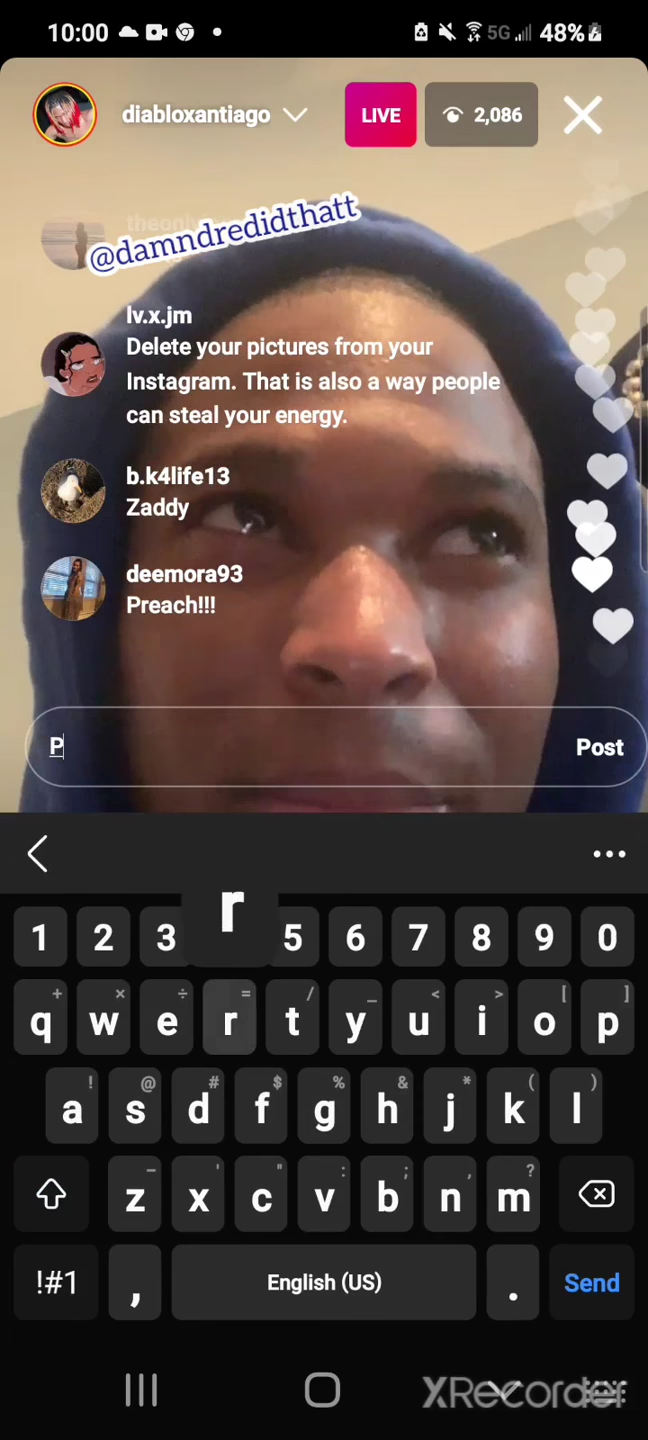 10:00 5G 48%
diabloxantiago LIVE 2,086
@damndredidthatt
lv.x.jm
Delete your pictures from your
Instagram. That is also a way people
can steal your energy.
b.k4life13
Zaddy
deemora93
Preach!!!
P Post
r
1 2 3 5 6 7 8 9 0
+ × ÷ = / _ < > [ ]
q w e r t y u i o p
! @ # $ % & * ( )
a s d f g h j k l
- ' " : ; , ?
z x c v b n m
!#1 , English (US) . Send
XRecorder